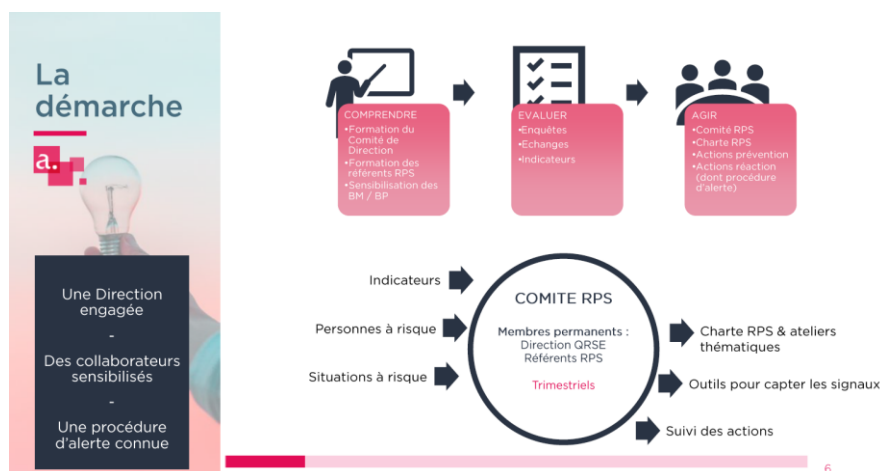 La
démarche
a.
Une Direction
engagée
-
Des collaborateurs
sensibilisés
-
Une procédure
d'alerte connue
COMPRENDRE
•Formation du
Comité de
Direction
•Formation des
référents RPS
•Sensibilisation des
BM / BP
EVALUER
•Enquêtes
•Echanges
•Indicateurs
AGIR
•Comité RPS
•Charte RPS
•Actions prévention
•Actions réaction
(dont procédure
d'alerte)
Indicateurs
Personnes à risque
Situations à risque
COMITE RPS
Membres permanents :
Direction QRSE
Référents RPS
Trimestriels
Charte RPS & ateliers
thématiques
Outils pour capter les signaux
Suivi des actions
6